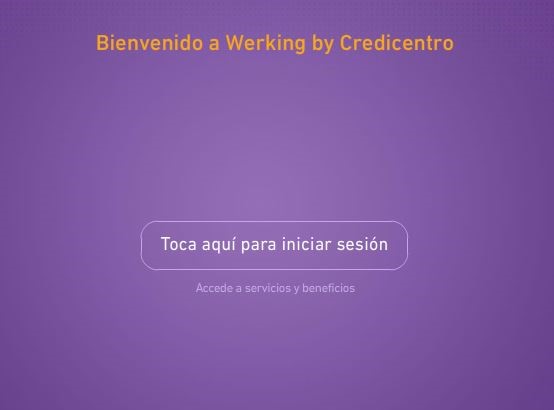 Bienvenido a Werking by Credicentro
Toca aquí para iniciar sesión
Accede a servicios y beneficios